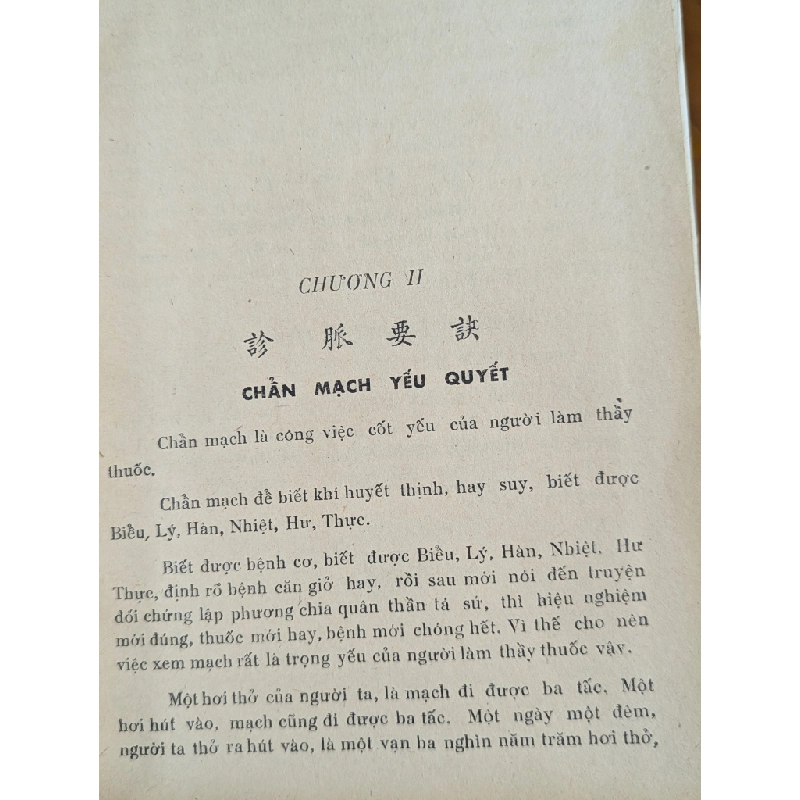 CHƯƠNG II
診 脈 要 訣
CHẨN MẠCH YẾU QUYẾT
Chẩn mạch là công việc cốt yếu của người làm thầy
thuốc.
Chẩn mạch để biết khí huyết thịnh, hay suy, biết được
Biểu, Lý, Hàn, Nhiệt, Hư, Thực.
Biết được bệnh cơ, biết được Biểu, Lý, Hàn, Nhiệt, Hư
Thực, định rõ bệnh căn giở hay, rồi sau mới nói đến truyện
đối chứng lập phương chia quân thần tá sứ, thì hiệu nghiệm
mới đúng, thuốc mới hay, bệnh mới chóng hết. Vì thế cho nên
việc xem mạch rất là trọng yếu của người làm thầy thuốc vậy.
Một hơi thở của người ta, là mạch đi được ba tấc. Một
hơi hút vào, mạch cũng đi được ba tấc. Một ngày một đêm,
người ta thở ra hút vào, là một vạn ba nghìn năm trăm hơi thở,